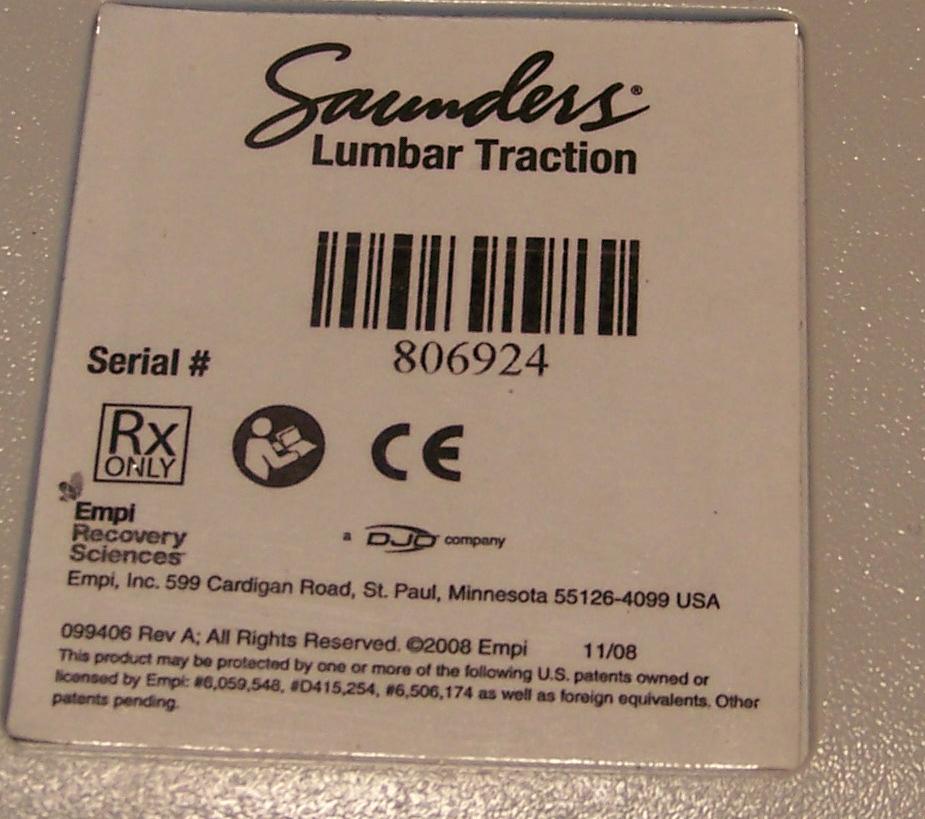 Saunders®
Lumbar Traction
Serial # 806924
Rx
ONLY
CE
Empi
Recovery
Sciences
a DJO company
Empi, Inc. 599 Cardigan Road, St. Paul, Minnesota 55126-4099 USA
099406 Rev A; All Rights Reserved. ©2008 Empi 11/08
This product may be protected by one or more of the following U.S. patents owned or
licensed by Empi: #6,059,548, #D415,254, #6,506,174 as well as foreign equivalents. Other
patents pending.